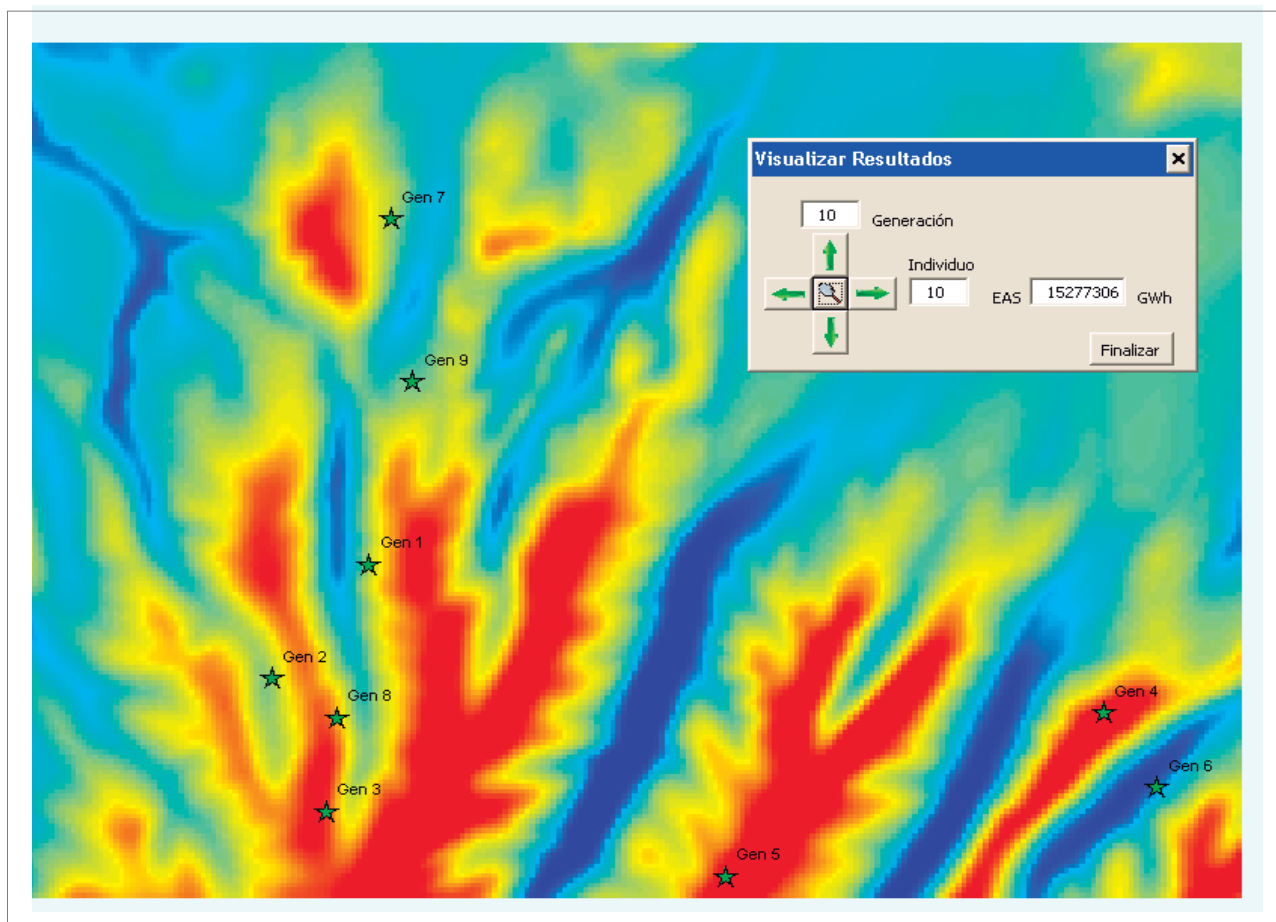 Visualizar Resultados
10 Generación
Individuo
10 EAS 15277306 GWh
Finalizar
Gen 7
Gen 9
Gen 1
Gen 2
Gen 8
Gen 4
Gen 6
Gen 3
Gen 5